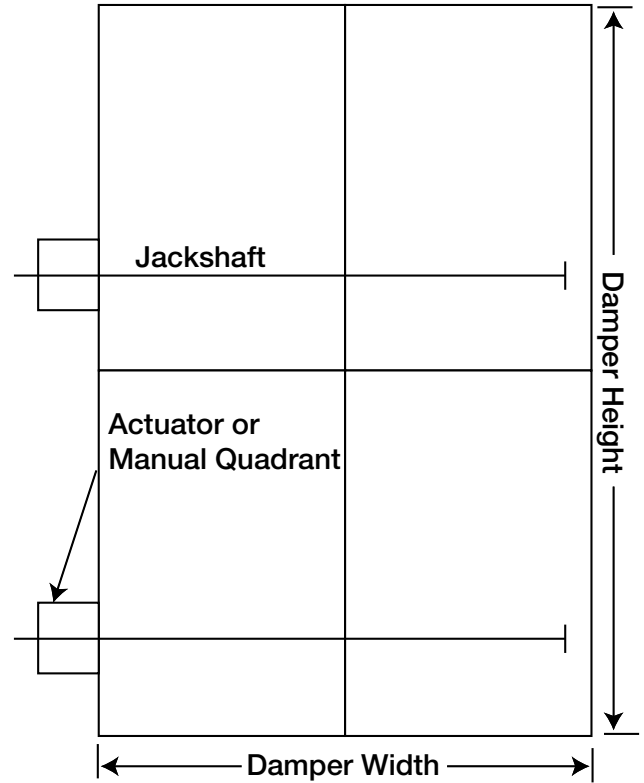 Jackshaft
Damper Height
Actuator or
Manual Quadrant
Damper Width